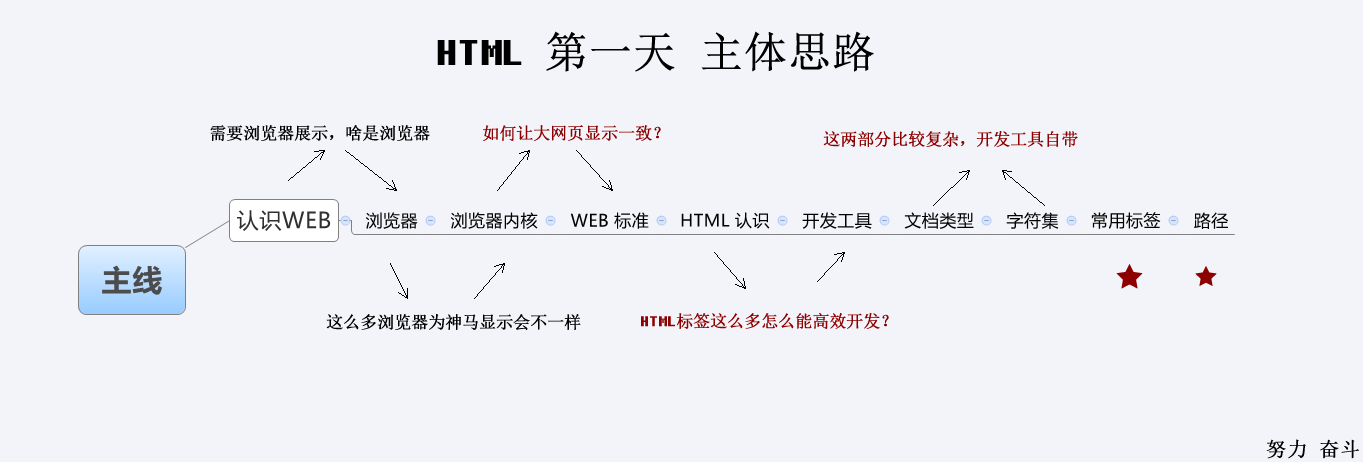 HTML 第一天 主体思路
需要浏览器展示，啥是浏览器
如何让大网页显示一致？
这两部分比较复杂，开发工具自带
主线
认识WEB
浏览器
浏览器内核
WEB 标准
HTML 认识
开发工具
文档类型
字符集
常用标签
路径
这么多浏览器为神马显示会不一样
HTML标签这么多怎么能高效开发？
努力 奋斗